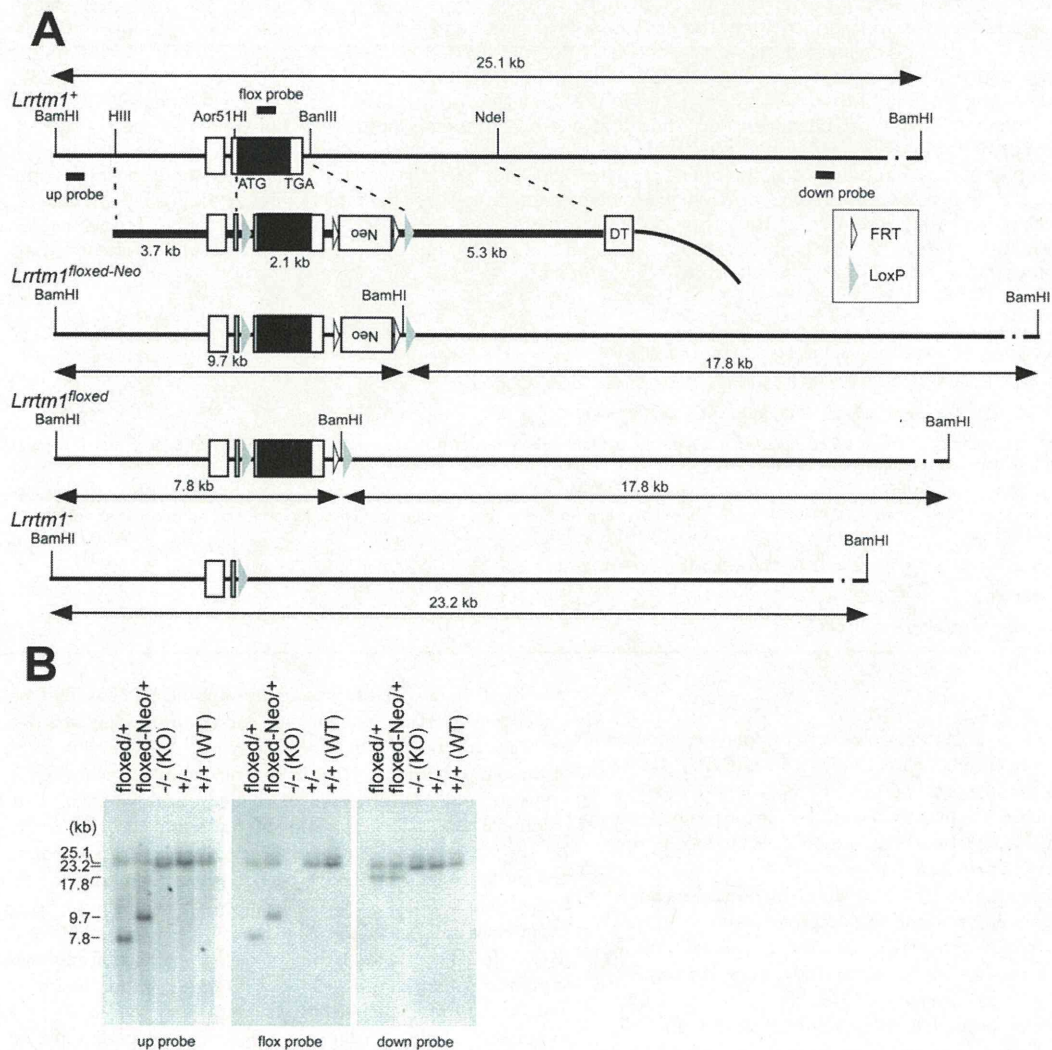 A
25.1 kb
Lrrtm1+
flox probe
BamHI HIII Aor51HI BanIII NdeI BamHI
ATG TGA
up probe
down probe
3.7 kb 2.1 kb Neo 5.3 kb DT
FRT
LoxP
Lrrtm1floxed-Neo
BamHI BamHI BamHI
Neo
9.7 kb 17.8 kb
Lrrtm1floxed
BamHI BamHI BamHI
7.8 kb 17.8 kb
Lrrtm1-
BamHI BamHI
23.2 kb
B
floxed/+ floxed-Neo/+ -/- (KO) +/- +/+ (WT)
floxed/+ floxed-Neo/+ -/- (KO) +/- +/+ (WT)
floxed/+ floxed-Neo/+ -/- (KO) +/- +/+ (WT)
(kb)
25.1
23.2
17.8
9.7
7.8
up probe flox probe down probe